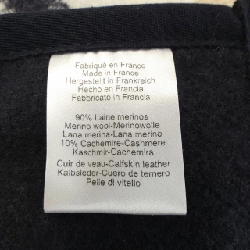 Fabriqué en France
Made in France
Hergestellt in Frankreich
Hecho en Francia
Fabbricato in Francia
90% Laine merinos
Merino wool-Merinowolle
Lana merino-Lana merino
10% Cachemire-Cashmere
Kaschmir-Cachemira
Cuir de veau-Calfskin leather
Kalbsleder-Cuero de ternero
Pelle di vitello